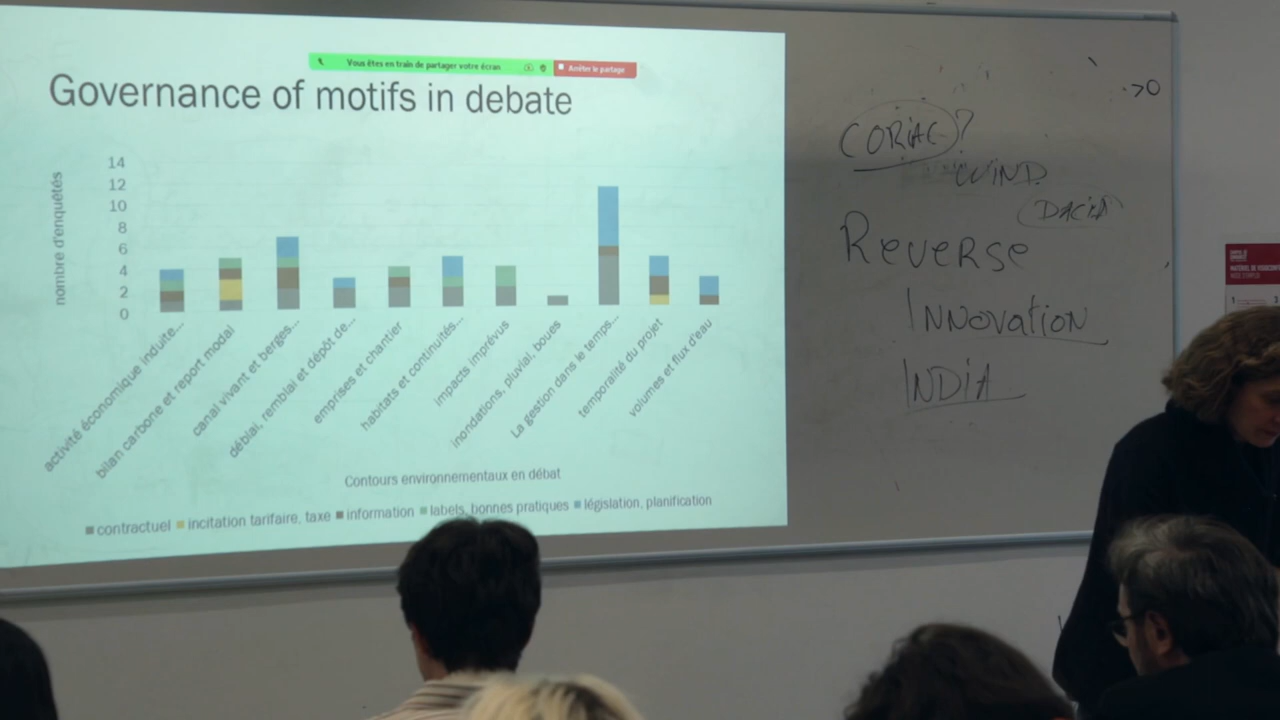 Vous êtes en train de partager votre écran
Arrêter le partage
Governance of motifs in debate
nombre d'enquêtés
14
12
10
8
6
4
2
0
activité économique induite...
bilan carbone et report modal
canal vivant et berges...
déblai, remblai et dépôt de...
emprises et chantier
habitats et continuités...
impacts imprévus
inondations, pluvial, boues
La gestion dans le temps...
temporalité du projet
volumes et flux d'eau
Contours environnementaux en débat
contractuel incitation tarifaire, taxe information labels, bonnes pratiques législation, planification
->0
CORIAC?
DACIA
Reverse
INNovation
INDIA